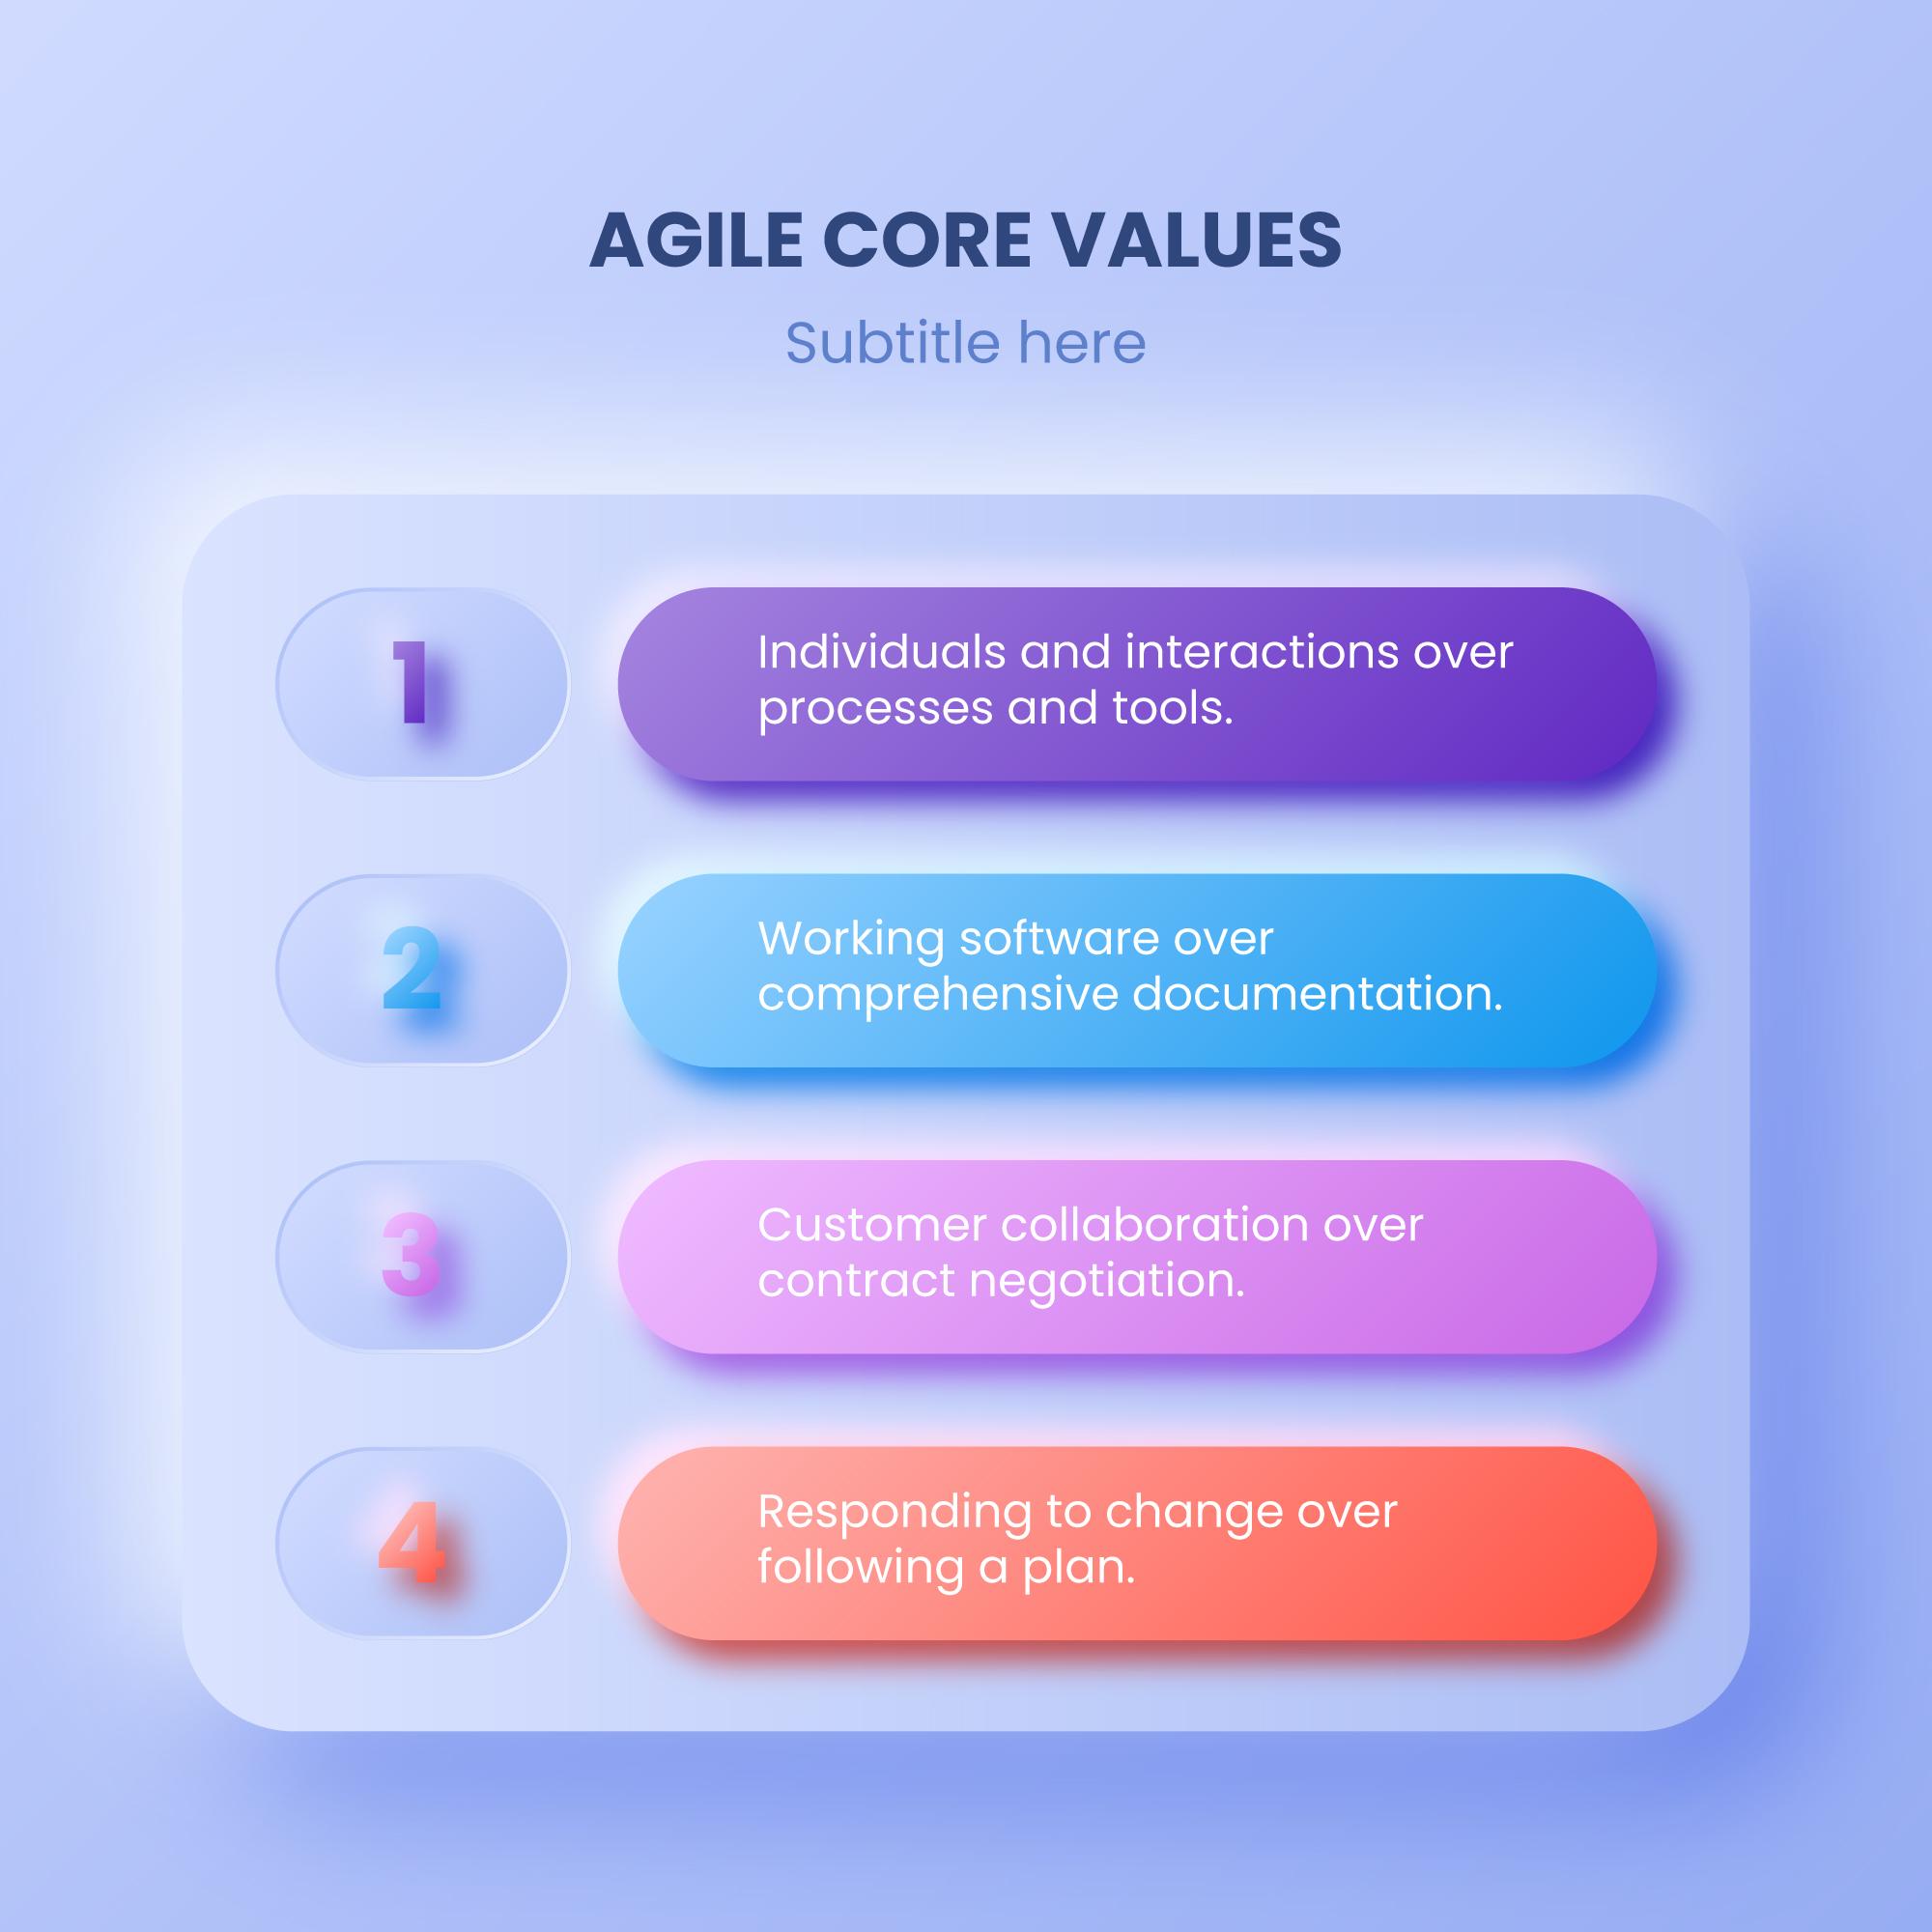 AGILE CORE VALUES
Subtitle here
1
Individuals and interactions over
processes and tools.
2
Working software over
comprehensive documentation.
3
Customer collaboration over
contract negotiation.
4
Responding to change over
following a plan.